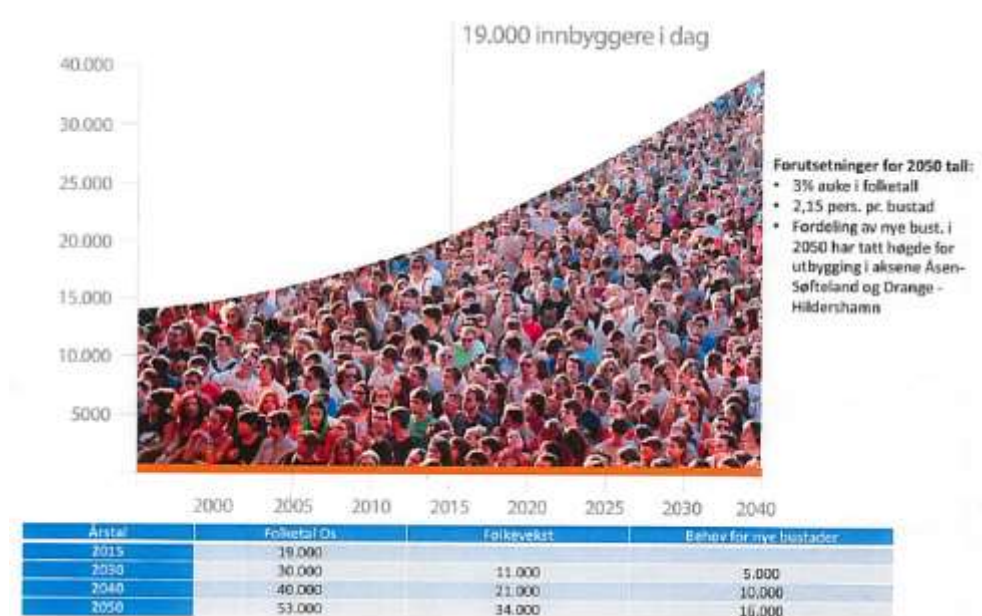 19.000 innbyggere i dag
40.000
30.000
25.000
20.000
15.000
10.000
5000
Forutsetninger for 2050 tall:
• 3% auke i folketall
• 2,15 pers. pr. bustad
• Fordeling av nye bust. i
2050 har tatt høgde for
utbygging i aksene Åsen-
Søfteland og Drange -
Hildershamn
2000 2005 2010 2015 2020 2025 2030 2040
Årstal Folketal Os Folkevekst Behov for nye bustader
2015 19.000
2030 30.000 11.000 5.000
2040 40.000 21.000 10.000
2050 53.000 34.000 16.000